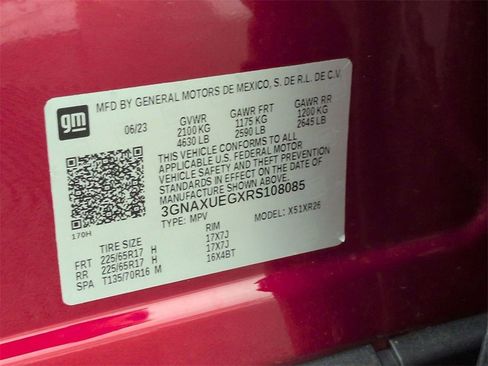 gm
MFD BY GENERAL MOTORS DE MEXICO, S. DE R.L. DE C.V.
06/23 GVWR GAWR FRT GAWR RR
2100 KG 1175 KG 1200 KG
4630 LB 2590 LB 2645 LB
THIS VEHICLE CONFORMS TO ALL
APPLICABLE U.S. FEDERAL MOTOR
VEHICLE SAFETY AND THEFT PREVENTION
STANDARDS IN EFFECT ON THE DATE OF
MANUFACTURE SHOWN ABOVE.
3GNAXUEGXRS108085
170H
TYPE: MPV MODEL: X51XR26
TIRE SIZE RIM
FRT 225/65R17 H 17X7J
RR 225/65R17 H 17X7J
SPA T135/70R16 M 16X4BT